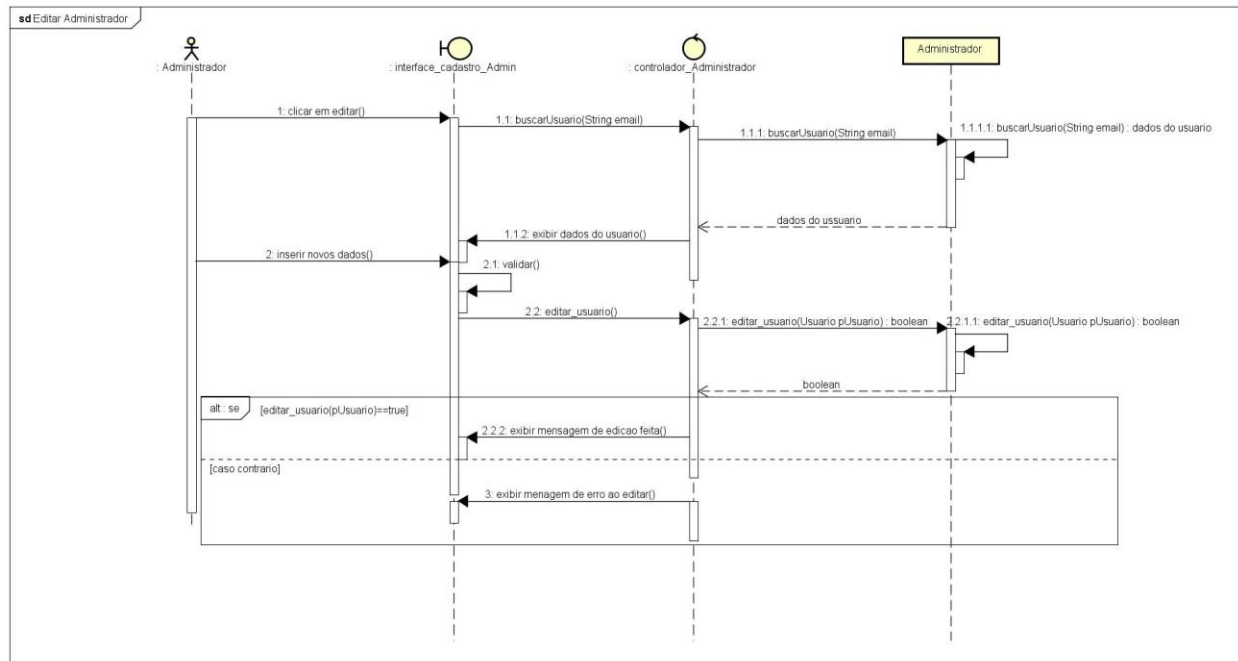 sd Editar Administrador
: Administrador
: interface_cadastro_Admin
: controlador_Administrador
Administrador
1: clicar em editar()
1.1: buscarUsuario(String email)
1.1.1: buscarUsuario(String email)
1.1.1.1: buscarUsuario(String email) : dados do usuario
dados do ussuario
1.1.2: exibir dados do usuario()
2: inserir novos dados()
2.1: validar()
2.2: editar_usuario()
2.2.1: editar_usuario(Usuario pUsuario) : boolean
2.2.1.1: editar_usuario(Usuario pUsuario) : boolean
boolean
alt : se
[editar_usuario(pUsuario)==true]
2.2.2: exibir mensagem de edicao feita()
[caso contrario]
3: exibir menagem de erro ao editar()